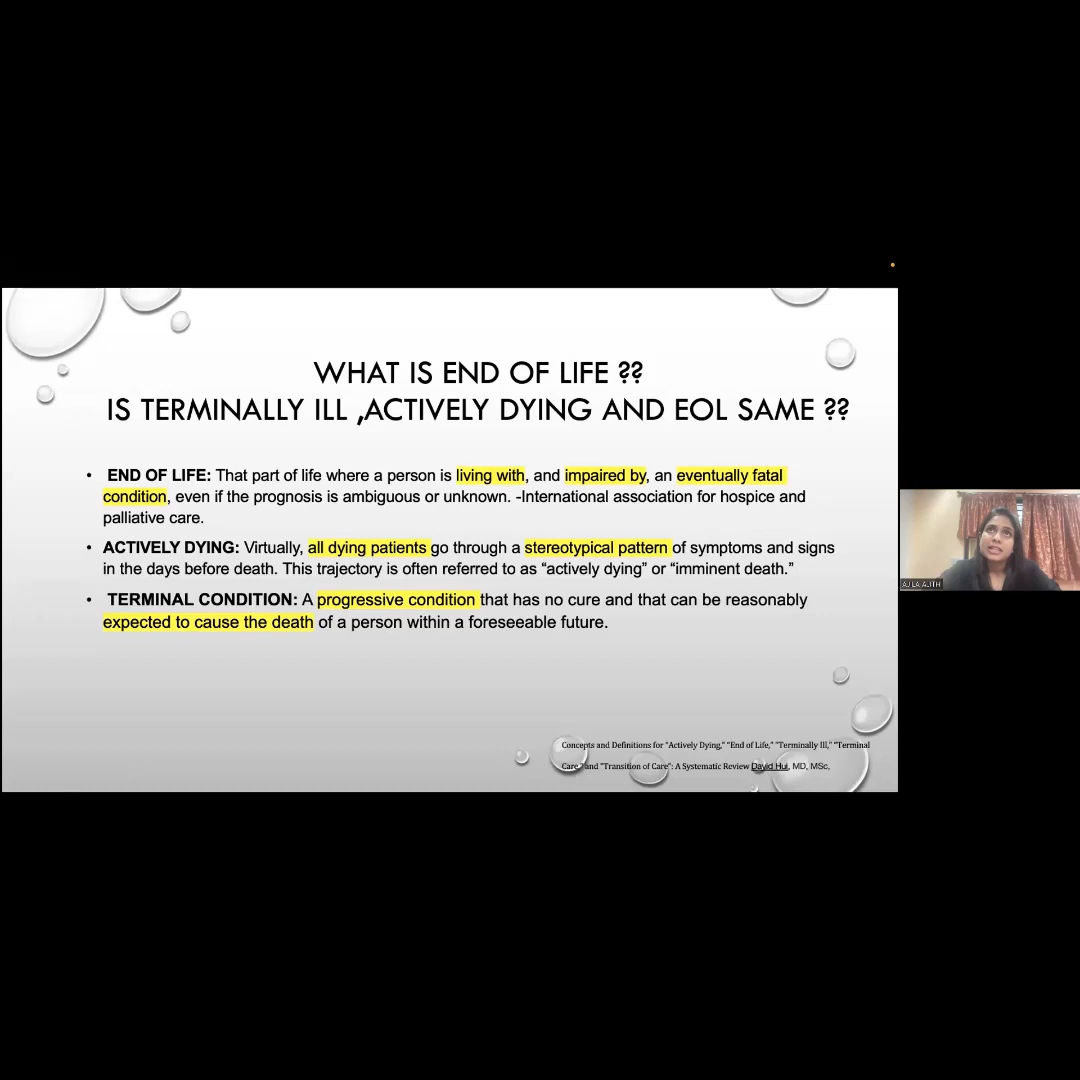 WHAT IS END OF LIFE ??
IS TERMINALLY ILL ,ACTIVELY DYING AND EOL SAME ??
• END OF LIFE: That part of life where a person is living with, and impaired by, an eventually fatal
condition, even if the prognosis is ambiguous or unknown. -International association for hospice and
palliative care.
• ACTIVELY DYING: Virtually, all dying patients go through a stereotypical pattern of symptoms and signs
in the days before death. This trajectory is often referred to as “actively dying” or “imminent death.”
• TERMINAL CONDITION: A progressive condition that has no cure and that can be reasonably
expected to cause the death of a person within a foreseeable future.
Concepts and Definitions for “Actively Dying,” “End of Life,” “Terminally Ill,” “Terminal
Care,” and “Transition of Care”: A Systematic Review David Hui, MD, MSc,